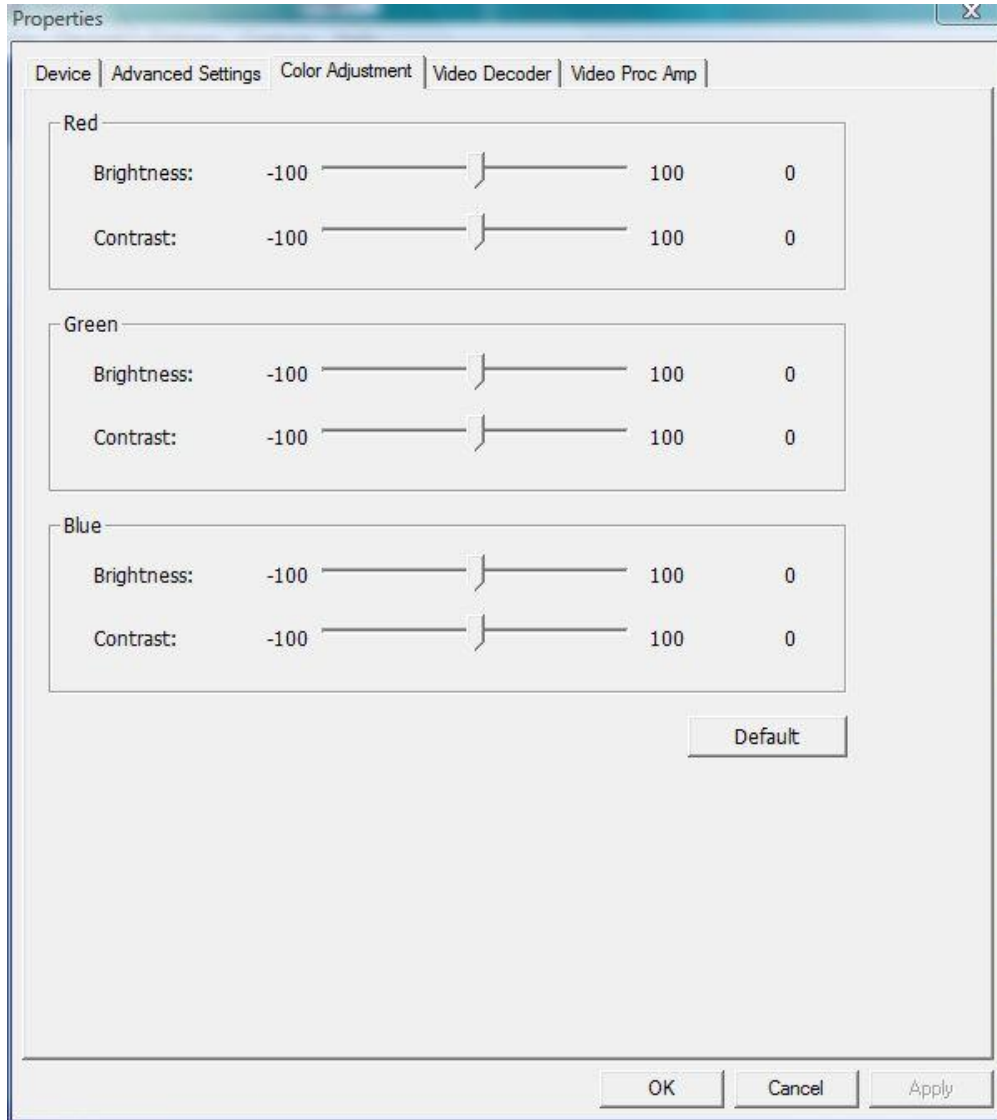 Properties
Device Advanced Settings Color Adjustment Video Decoder Video Proc Amp
Red
Brightness: -100 100 0
Contrast: -100 100 0
Green
Brightness: -100 100 0
Contrast: -100 100 0
Blue
Brightness: -100 100 0
Contrast: -100 100 0
Default
OK Cancel Apply